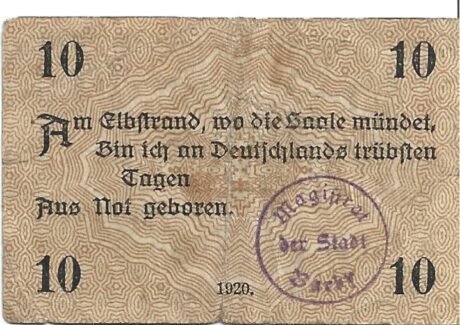 10 10
Am Elbstrand, wo die Saale mündet,
Bin ich an Deutschlands trübsten
Tagen
Aus Not geboren.
Magistrat
der Stadt
Barby
10 1920. 10